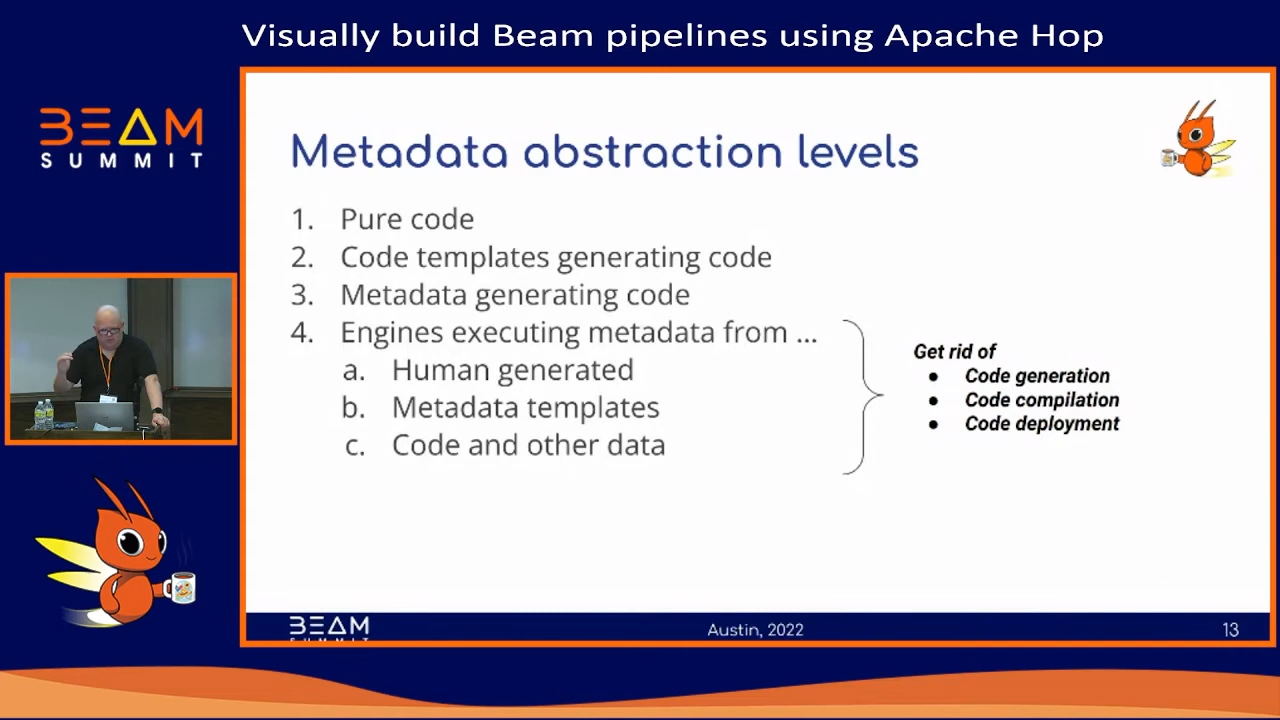 Visually build Beam pipelines using Apache Hop
BEAM
SUMMIT
Metadata abstraction levels
1. Pure code
2. Code templates generating code
3. Metadata generating code
4. Engines executing metadata from ...
a. Human generated
b. Metadata templates
c. Code and other data
Get rid of
● Code generation
● Code compilation
● Code deployment
BEAM
SUMMIT
Austin, 2022
13